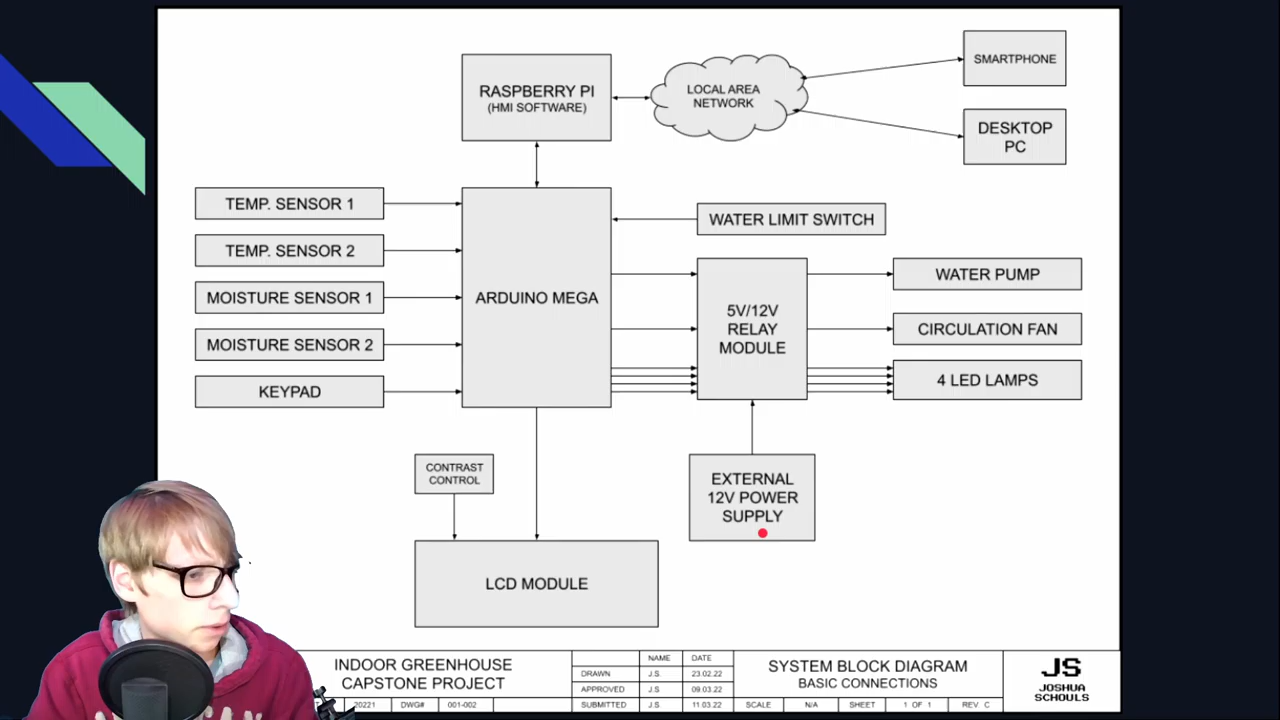 RASPBERRY PI
(HMI SOFTWARE)
LOCAL AREA
NETWORK
SMARTPHONE
DESKTOP
PC
TEMP. SENSOR 1
TEMP. SENSOR 2
MOISTURE SENSOR 1
MOISTURE SENSOR 2
KEYPAD
ARDUINO MEGA
WATER LIMIT SWITCH
5V/12V
RELAY
MODULE
WATER PUMP
CIRCULATION FAN
4 LED LAMPS
CONTRAST
CONTROL
EXTERNAL
12V POWER
SUPPLY
LCD MODULE
INDOOR GREENHOUSE
CAPSTONE PROJECT
20221 DWG# 001-002
NAME DATE
DRAWN J.S. 23.02.22
APPROVED J.S 09.03.22
SUBMITTED J.S 11.03.22
SYSTEM BLOCK DIAGRAM
BASIC CONNECTIONS
SCALE N/A SHEET 1 OF 1 REV. C
JS
JOSHUA
SCHOULS